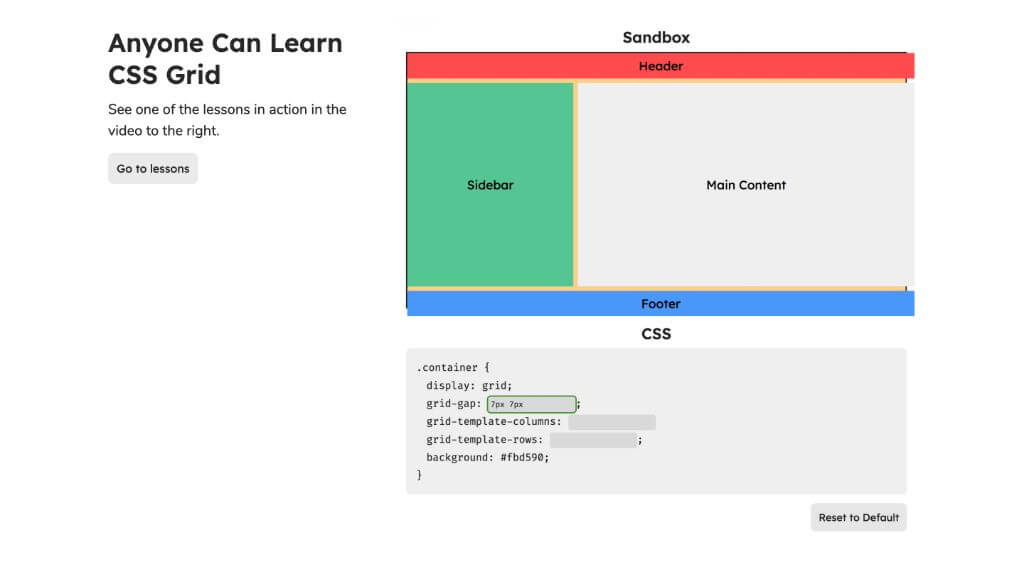 Anyone Can Learn
CSS Grid
See one of the lessons in action in the
video to the right.
Go to lessons
Sandbox
Header
Sidebar
Main Content
Footer
CSS
.container {
display: grid;
grid-gap: 7px 7px;
grid-template-columns:
grid-template-rows: ;
background: #fbd590;
}
Reset to Default